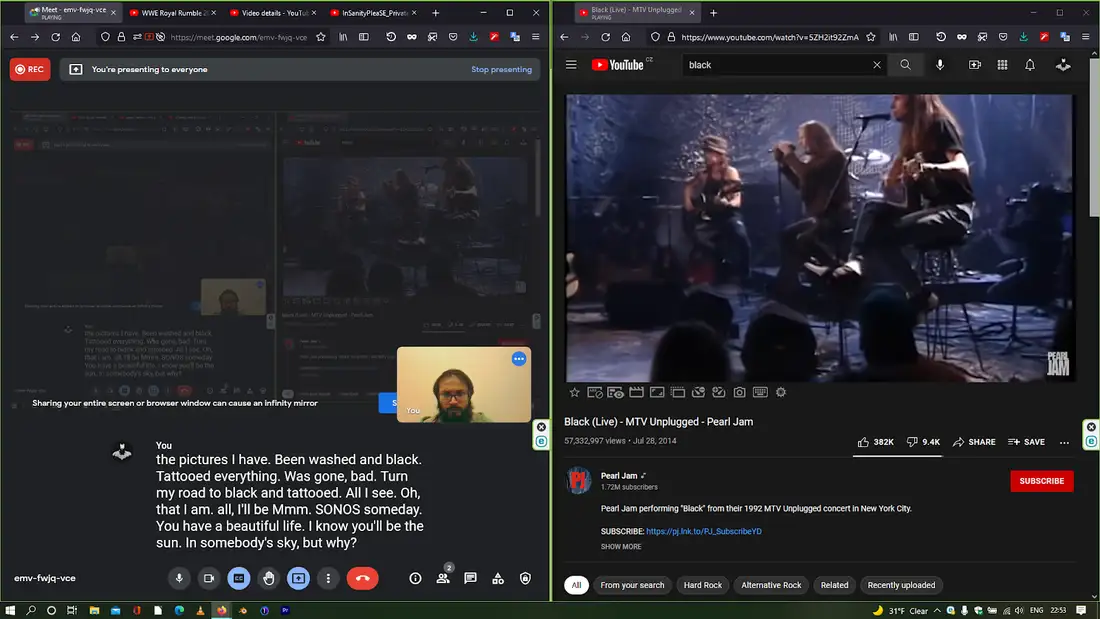 Meet - emv-fwjq-vce
PLAYING
WWE Royal Rumble 2
Video details - YouTu
InSanityPleaSE_Private
https://meet.google.com/emv-fwjq-vce
REC
You're presenting to everyone
Stop presenting
Sharing your entire screen or browser window can cause an infinity mirror
S
You
You
the pictures I have. Been washed and black.
Tattooed everything. Was gone, bad. Turn
my road to black and tattooed. All I see. Oh,
that I am. all, I'll be Mmm. SONOS someday.
You have a beautiful life. I know you'll be the
sun. In somebody's sky, but why?
emv-fwjq-vce
2
Black (Live) - MTV Unplugged
PLAYING
https://www.youtube.com/watch?v=5ZH2it92ZmA
YouTube CZ
black
PEARL
JAM
Black (Live) - MTV Unplugged - Pearl Jam
57,332,997 views • Jul 28, 2014
382K
9.4K
SHARE
SAVE
Pearl Jam
1.72M subscribers
SUBSCRIBE
Pearl Jam performing "Black" from their 1992 MTV Unplugged concert in New York City.
SUBSCRIBE: https://pj.lnk.to/PJ_SubscribeYD
SHOW MORE
All
From your search
Hard Rock
Alternative Rock
Related
Recently uploaded
31°F Clear
ENG
22:53